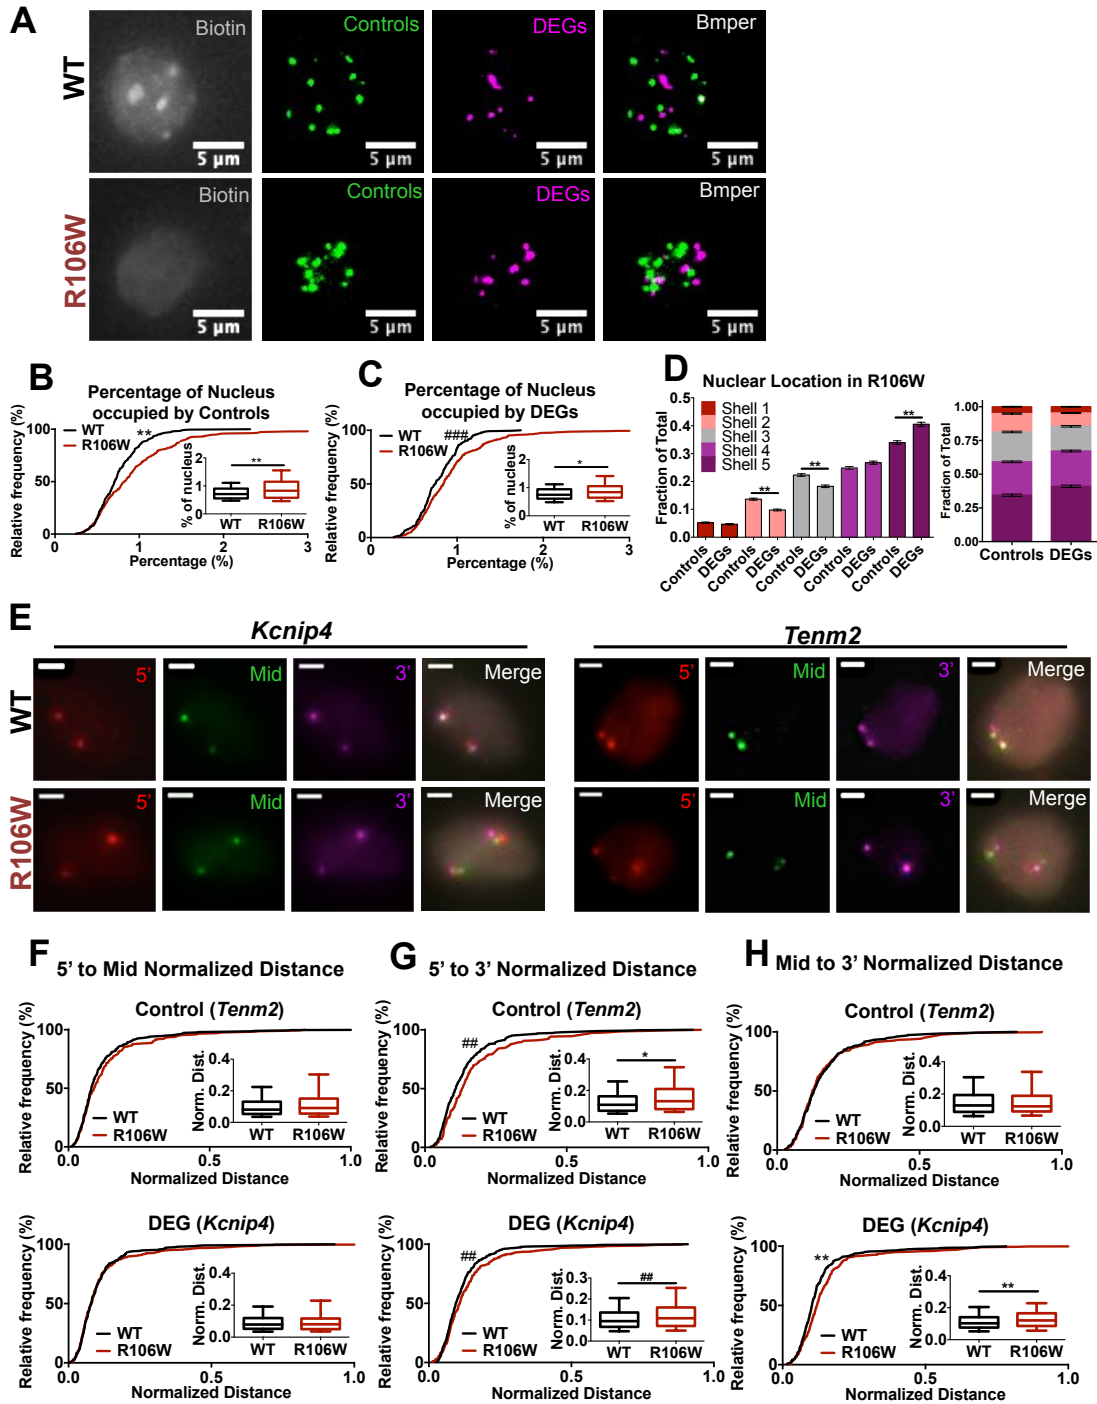 A
WT
Biotin
Controls
DEGs
Bmper
5 µm
5 µm
5 µm
5 µm
R106W
Biotin
Controls
DEGs
Bmper
5 µm
5 µm
5 µm
5 µm
B
Percentage of Nucleus
occupied by Controls
Relative frequency (%)
100
50
0
WT
R106W
**
% of nucleus
2
1
0
**
WT
R106W
1
2
3
Percentage (%)
C
Percentage of Nucleus
occupied by DEGs
Relative frequency (%)
100
50
0
WT
R106W
###
% of nucleus
2
1
0
*
WT
R106W
0
1
2
3
Percentage (%)
D
Nuclear Location in R106W
Fraction of Total
0.5
0.4
0.3
0.2
0.1
0.0
Shell 1
Shell 2
Shell 3
Shell 4
Shell 5
**
**
**
Controls
DEGs
Controls
DEGs
Controls
DEGs
Controls
DEGs
Controls
DEGs
Fraction of Total
1.00
0.75
0.50
0.25
0.00
Controls DEGs
E
Kcnip4
Tenm2
WT
5'
Mid
3'
Merge
5'
Mid
3'
Merge
R106W
5'
Mid
3'
Merge
5'
Mid
3'
Merge
F
5' to Mid Normalized Distance
Control (Tenm2)
Relative frequency (%)
100
50
0
WT
R106W
Norm. Dist.
0.4
0.2
0.0
WT
R106W
0.0
0.5
1.0
Normalized Distance
DEG (Kcnip4)
Relative frequency (%)
100
50
0
WT
R106W
Norm. Dist.
0.4
0.2
0.0
WT
R106W
0.0
0.5
1.0
Normalized Distance
G
5' to 3' Normalized Distance
Control (Tenm2)
Relative frequency (%)
100
50
0
##
WT
R106W
Norm. Dist.
0.4
0.2
0.0
*
WT
R106W
0.0
0.5
1.0
Normalized Distance
DEG (Kcnip4)
Relative frequency (%)
100
50
0
##
WT
R106W
Norm. Dist.
0.3
0.2
0.1
0.0
##
WT
R106W
0.0
0.5
1.0
Normalized Distance
H
Mid to 3' Normalized Distance
Control (Tenm2)
Relative frequency (%)
100
50
0
WT
R106W
Norm. Dist.
0.4
0.2
0.0
WT
R106W
0.0
0.5
1.0
Normalized Distance
DEG (Kcnip4)
Relative frequency (%)
100
50
0
**
WT
R106W
Norm. Dist.
0.4
0.2
0.0
**
WT
R106W
0.0
0.5
1.0
Normalized Distance